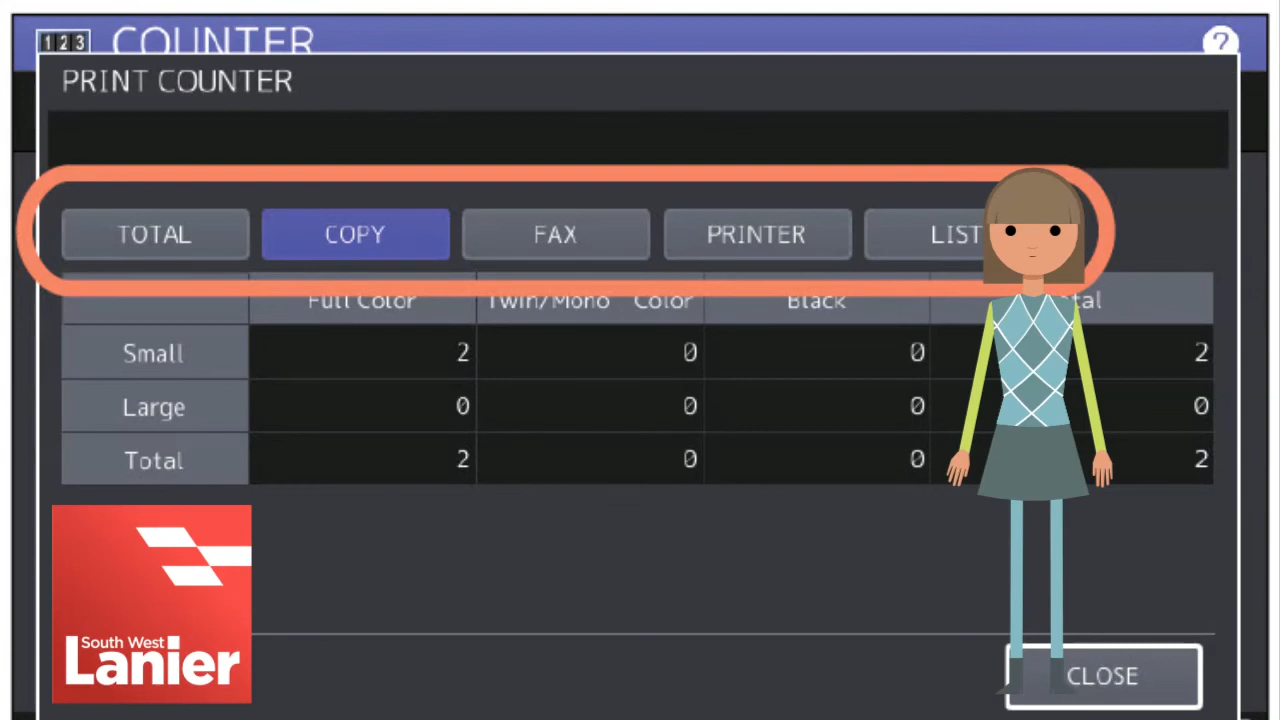 123 COUNTER ?
PRINT COUNTER
TOTAL COPY FAX PRINTER LIST
Full Color Twin/Mono Color Black
Small 2 0 0 2
Large 0 0 0 0
Total 2 0 0 2
South West
Lanier
CLOSE